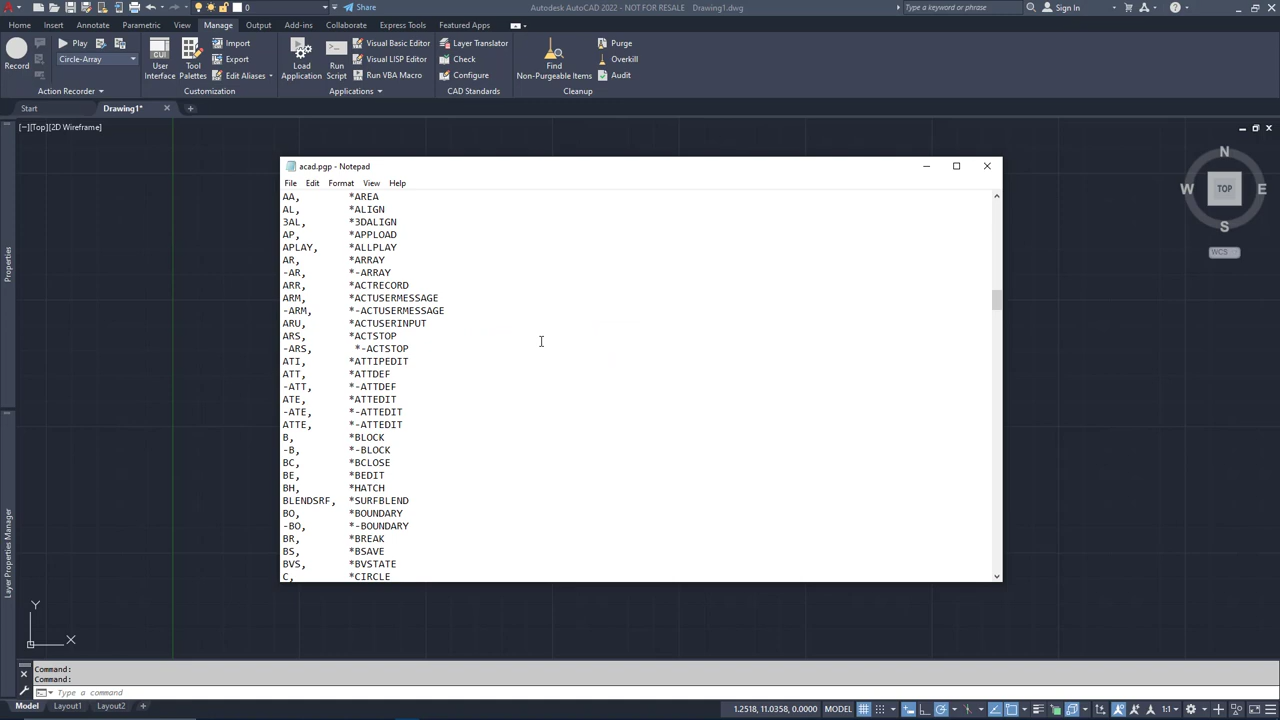 0
Share
Autodesk AutoCAD 2022 - NOT FOR RESALE Drawing1.dwg
Type a keyword or phrase
Sign In
Home Insert Annotate Parametric View Manage Output Add-ins Collaborate Express Tools Featured Apps
Record
Play
Circle-Array
Action Recorder
User Interface
Tool Palettes
Import
Export
Edit Aliases
Customization
Load Application
Run Script
Visual Basic Editor
Visual LISP Editor
Run VBA Macro
Applications
Layer Translator
Check
Configure
CAD Standards
Find Non-Purgeable Items
Purge
Overkill
Audit
Cleanup
Start Drawing1*
[−][Top][2D Wireframe]
Properties
Layer Properties Manager
acad.pgp - Notepad
File Edit Format View Help
AA, *AREA
AL, *ALIGN
3AL, *3DALIGN
AP, *APPLOAD
APLAY, *ALLPLAY
AR, *ARRAY
-AR, *-ARRAY
ARR, *ACTRECORD
ARM, *ACTUSERMESSAGE
-ARM, *-ACTUSERMESSAGE
ARU, *ACTUSERINPUT
ARS, *ACTSTOP
-ARS, *-ACTSTOP
ATI, *ATTIPEDIT
ATT, *ATTDEF
-ATT, *-ATTDEF
ATE, *ATTEDIT
-ATE, *-ATTEDIT
ATTE, *-ATTEDIT
B, *BLOCK
-B, *-BLOCK
BC, *BCLOSE
BE, *BEDIT
BH, *HATCH
BLENDSRF, *SURFBLEND
BO, *BOUNDARY
-BO, *-BOUNDARY
BR, *BREAK
BS, *BSAVE
BVS, *BVSTATE
C, *CIRCLE
N
W TOP E
S
WCS
Y
X
Command:
Command:
Type a command
Model Layout1 Layout2
1.2518, 11.0358, 0.0000 MODEL
1:1